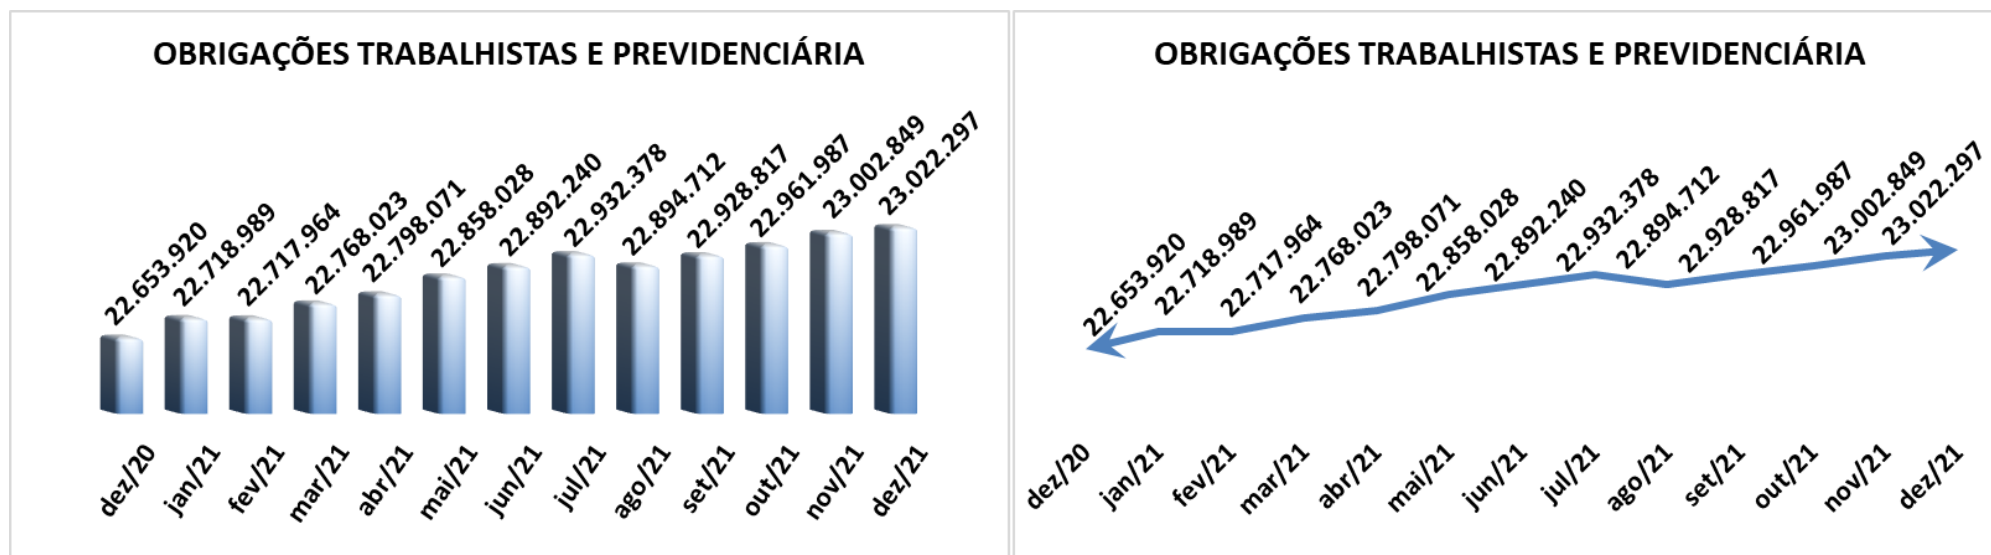 OBRIGAÇÕES TRABALHISTAS E PREVIDENCIÁRIA
22.653.920
22.718.989
22.717.964
22.768.023
22.798.071
22.858.028
22.892.240
22.932.378
22.894.712
22.928.817
22.961.987
23.002.849
23.022.297
dez/20
jan/21
fev/21
mar/21
abr/21
mai/21
jun/21
jul/21
ago/21
set/21
out/21
nov/21
dez/21
OBRIGAÇÕES TRABALHISTAS E PREVIDENCIÁRIA
22.653.920
22.718.989
22.717.964
22.768.023
22.798.071
22.858.028
22.892.240
22.932.378
22.894.712
22.928.817
22.961.987
23.002.849
23.022.297
dez/20
jan/21
fev/21
mar/21
abr/21
mai/21
jun/21
jul/21
ago/21
set/21
out/21
nov/21
dez/21